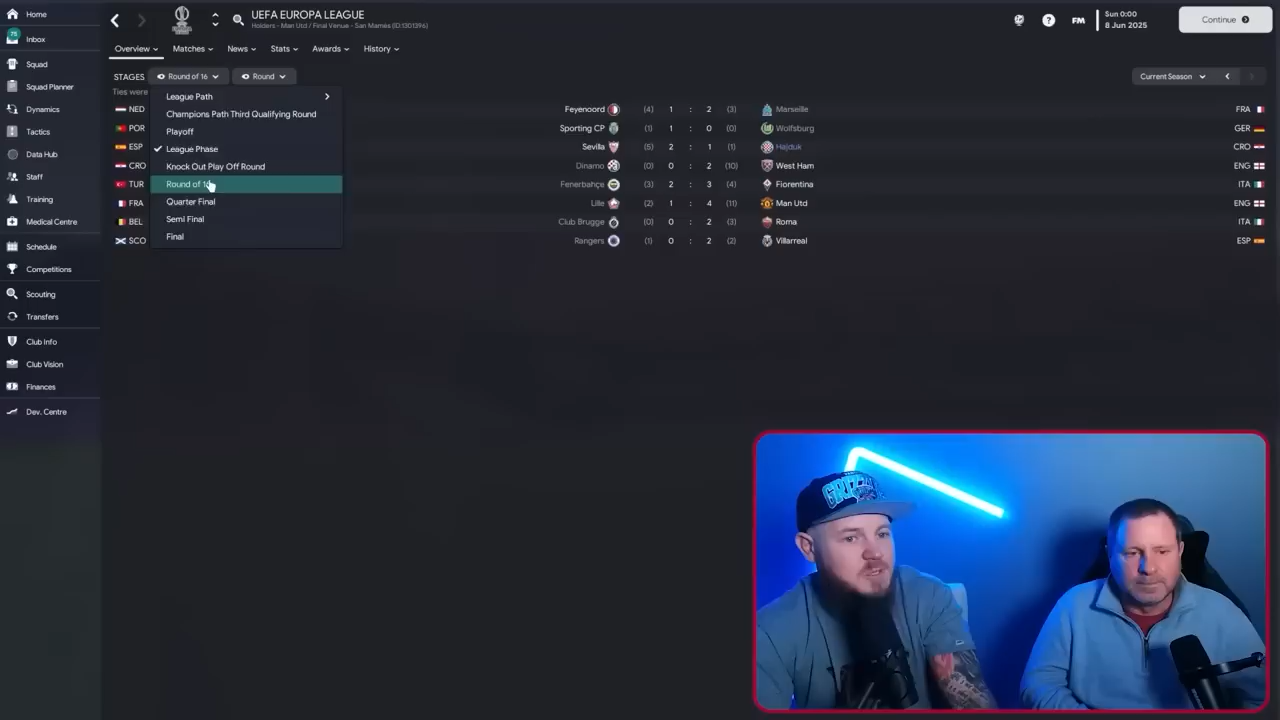 Home
75
Inbox
Squad
Squad Planner
Dynamics
Tactics
Data Hub
Staff
Training
Medical Centre
Schedule
Competitions
Scouting
Transfers
Club Info
Club Vision
Finances
Dev. Centre
UEFA EUROPA LEAGUE
Holders - Man Utd / Final Venue - San Mamés (ID:1301396)
FM
Sun 0:00
8 Jun 2025
Continue
Overview
Matches
News
Stats
Awards
History
STAGES
Round of 16
Round
Current Season
Ties were
League Path
Champions Path Third Qualifying Round
Playoff
League Phase
Knock Out Play Off Round
Round of 16
Quarter Final
Semi Final
Final
NED Feyenoord (4) 1 : 2 (3) Marseille FRA
POR Sporting CP (1) 1 : 0 (0) Wolfsburg GER
ESP Sevilla (5) 2 : 1 (1) Hajduk CRO
CRO Dinamo (0) 0 : 2 (10) West Ham ENG
TUR Fenerbahçe (3) 2 : 3 (4) Fiorentina ITA
FRA Lille (2) 1 : 4 (11) Man Utd ENG
BEL Club Brugge (0) 0 : 2 (3) Roma ITA
SCO Rangers (1) 0 : 2 (2) Villarreal ESP
GRIZZ